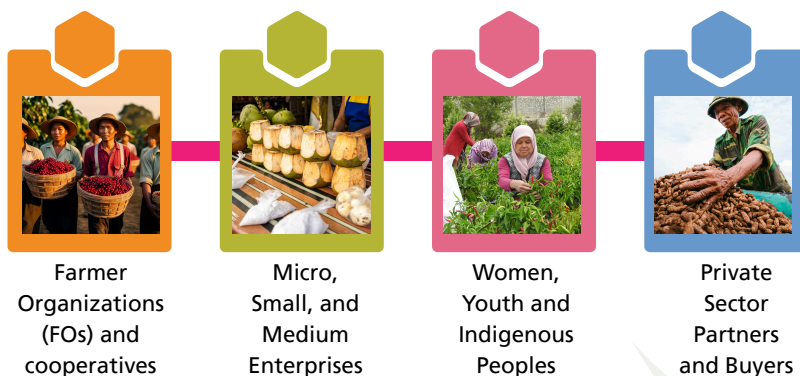 Farmer
Organizations
(FOs) and
cooperatives
Micro,
Small, and
Medium
Enterprises
Women,
Youth and
Indigenous
Peoples
Private
Sector
Partners
and Buyers